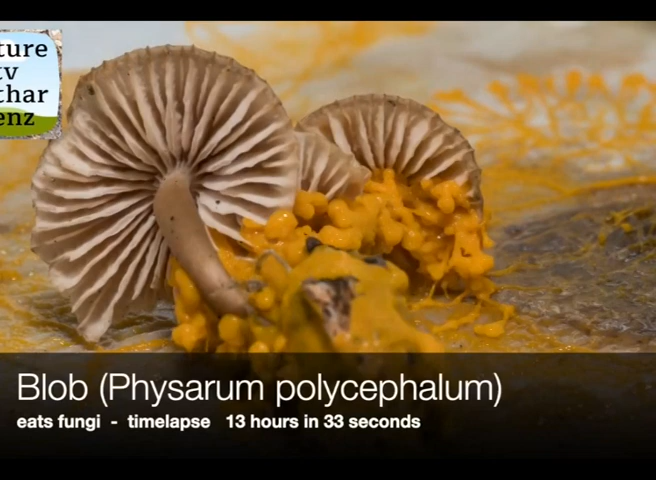 ture
tv
thar
enz
Blob (Physarum polycephalum)
eats fungi - timelapse 13 hours in 33 seconds